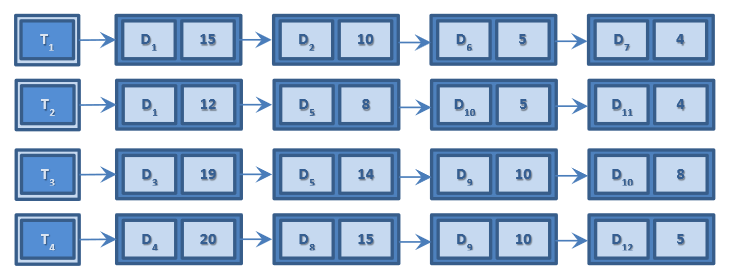 T₁ D₁ 15 D₂ 10 D₆ 5 D₇ 4
T₂ D₁ 12 D₅ 8 D₁₀ 5 D₁₁ 4
T₃ D₃ 19 D₅ 14 D₉ 10 D₁₀ 8
T₄ D₄ 20 D₈ 15 D₉ 10 D₁₂ 5